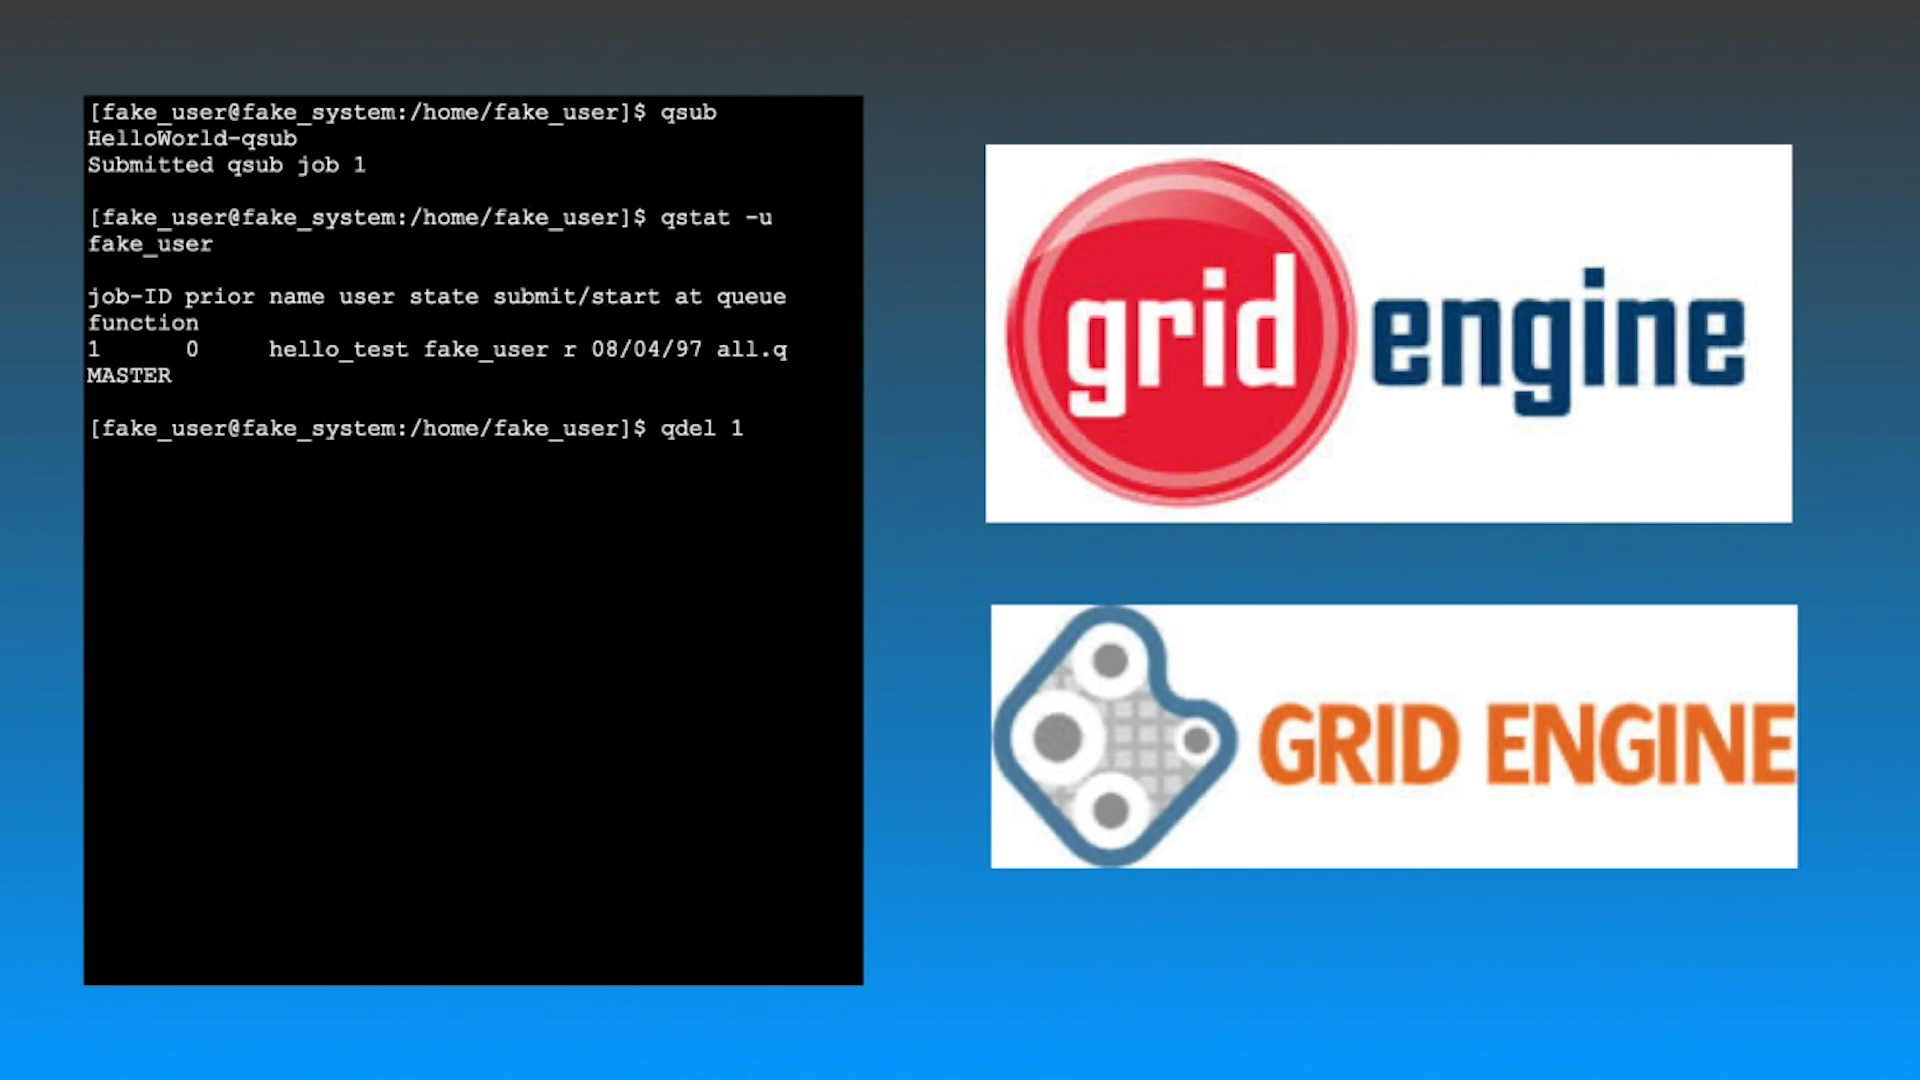 [fake_user@fake_system:/home/fake_user]$ qsub
HelloWorld-qsub
Submitted qsub job 1
[fake_user@fake_system:/home/fake_user]$ qstat -u
fake_user
job-ID prior name user state submit/start at queue
function
1 0 hello_test fake_user r 08/04/97 all.q
MASTER
[fake_user@fake_system:/home/fake_user]$ qdel 1
grid engine
GRID ENGINE